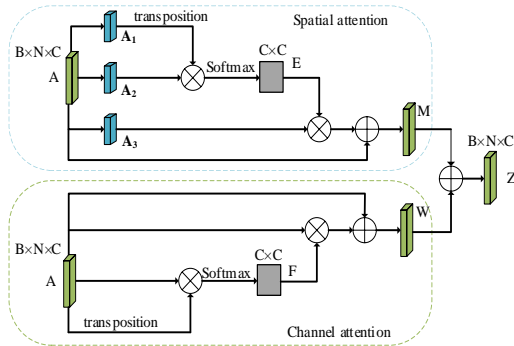 transposition
Spatial attention
B×N×C
A₁
C×C
E
Softmax
A
A₂
M
B×N×C
A₃
Z
B×N×C
W
C×C
A
Softmax
F
transposition
Channel attention